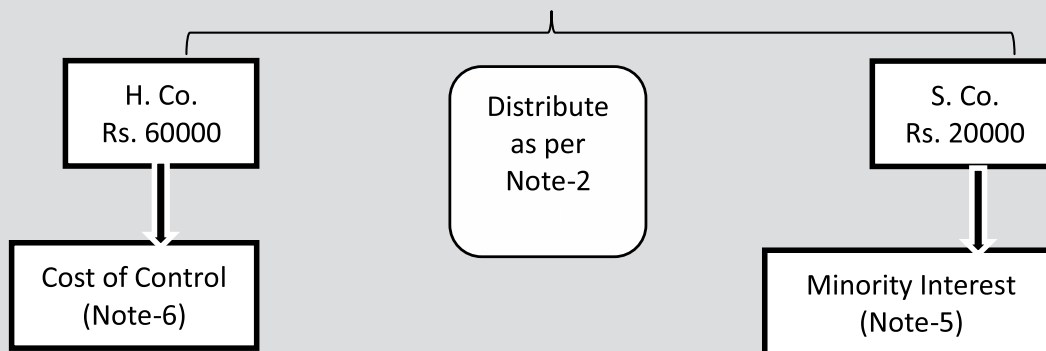 H. Co.
Rs. 60000
Distribute
as per
Note-2
S. Co.
Rs. 20000
Cost of Control
(Note-6)
Minority Interest
(Note-5)